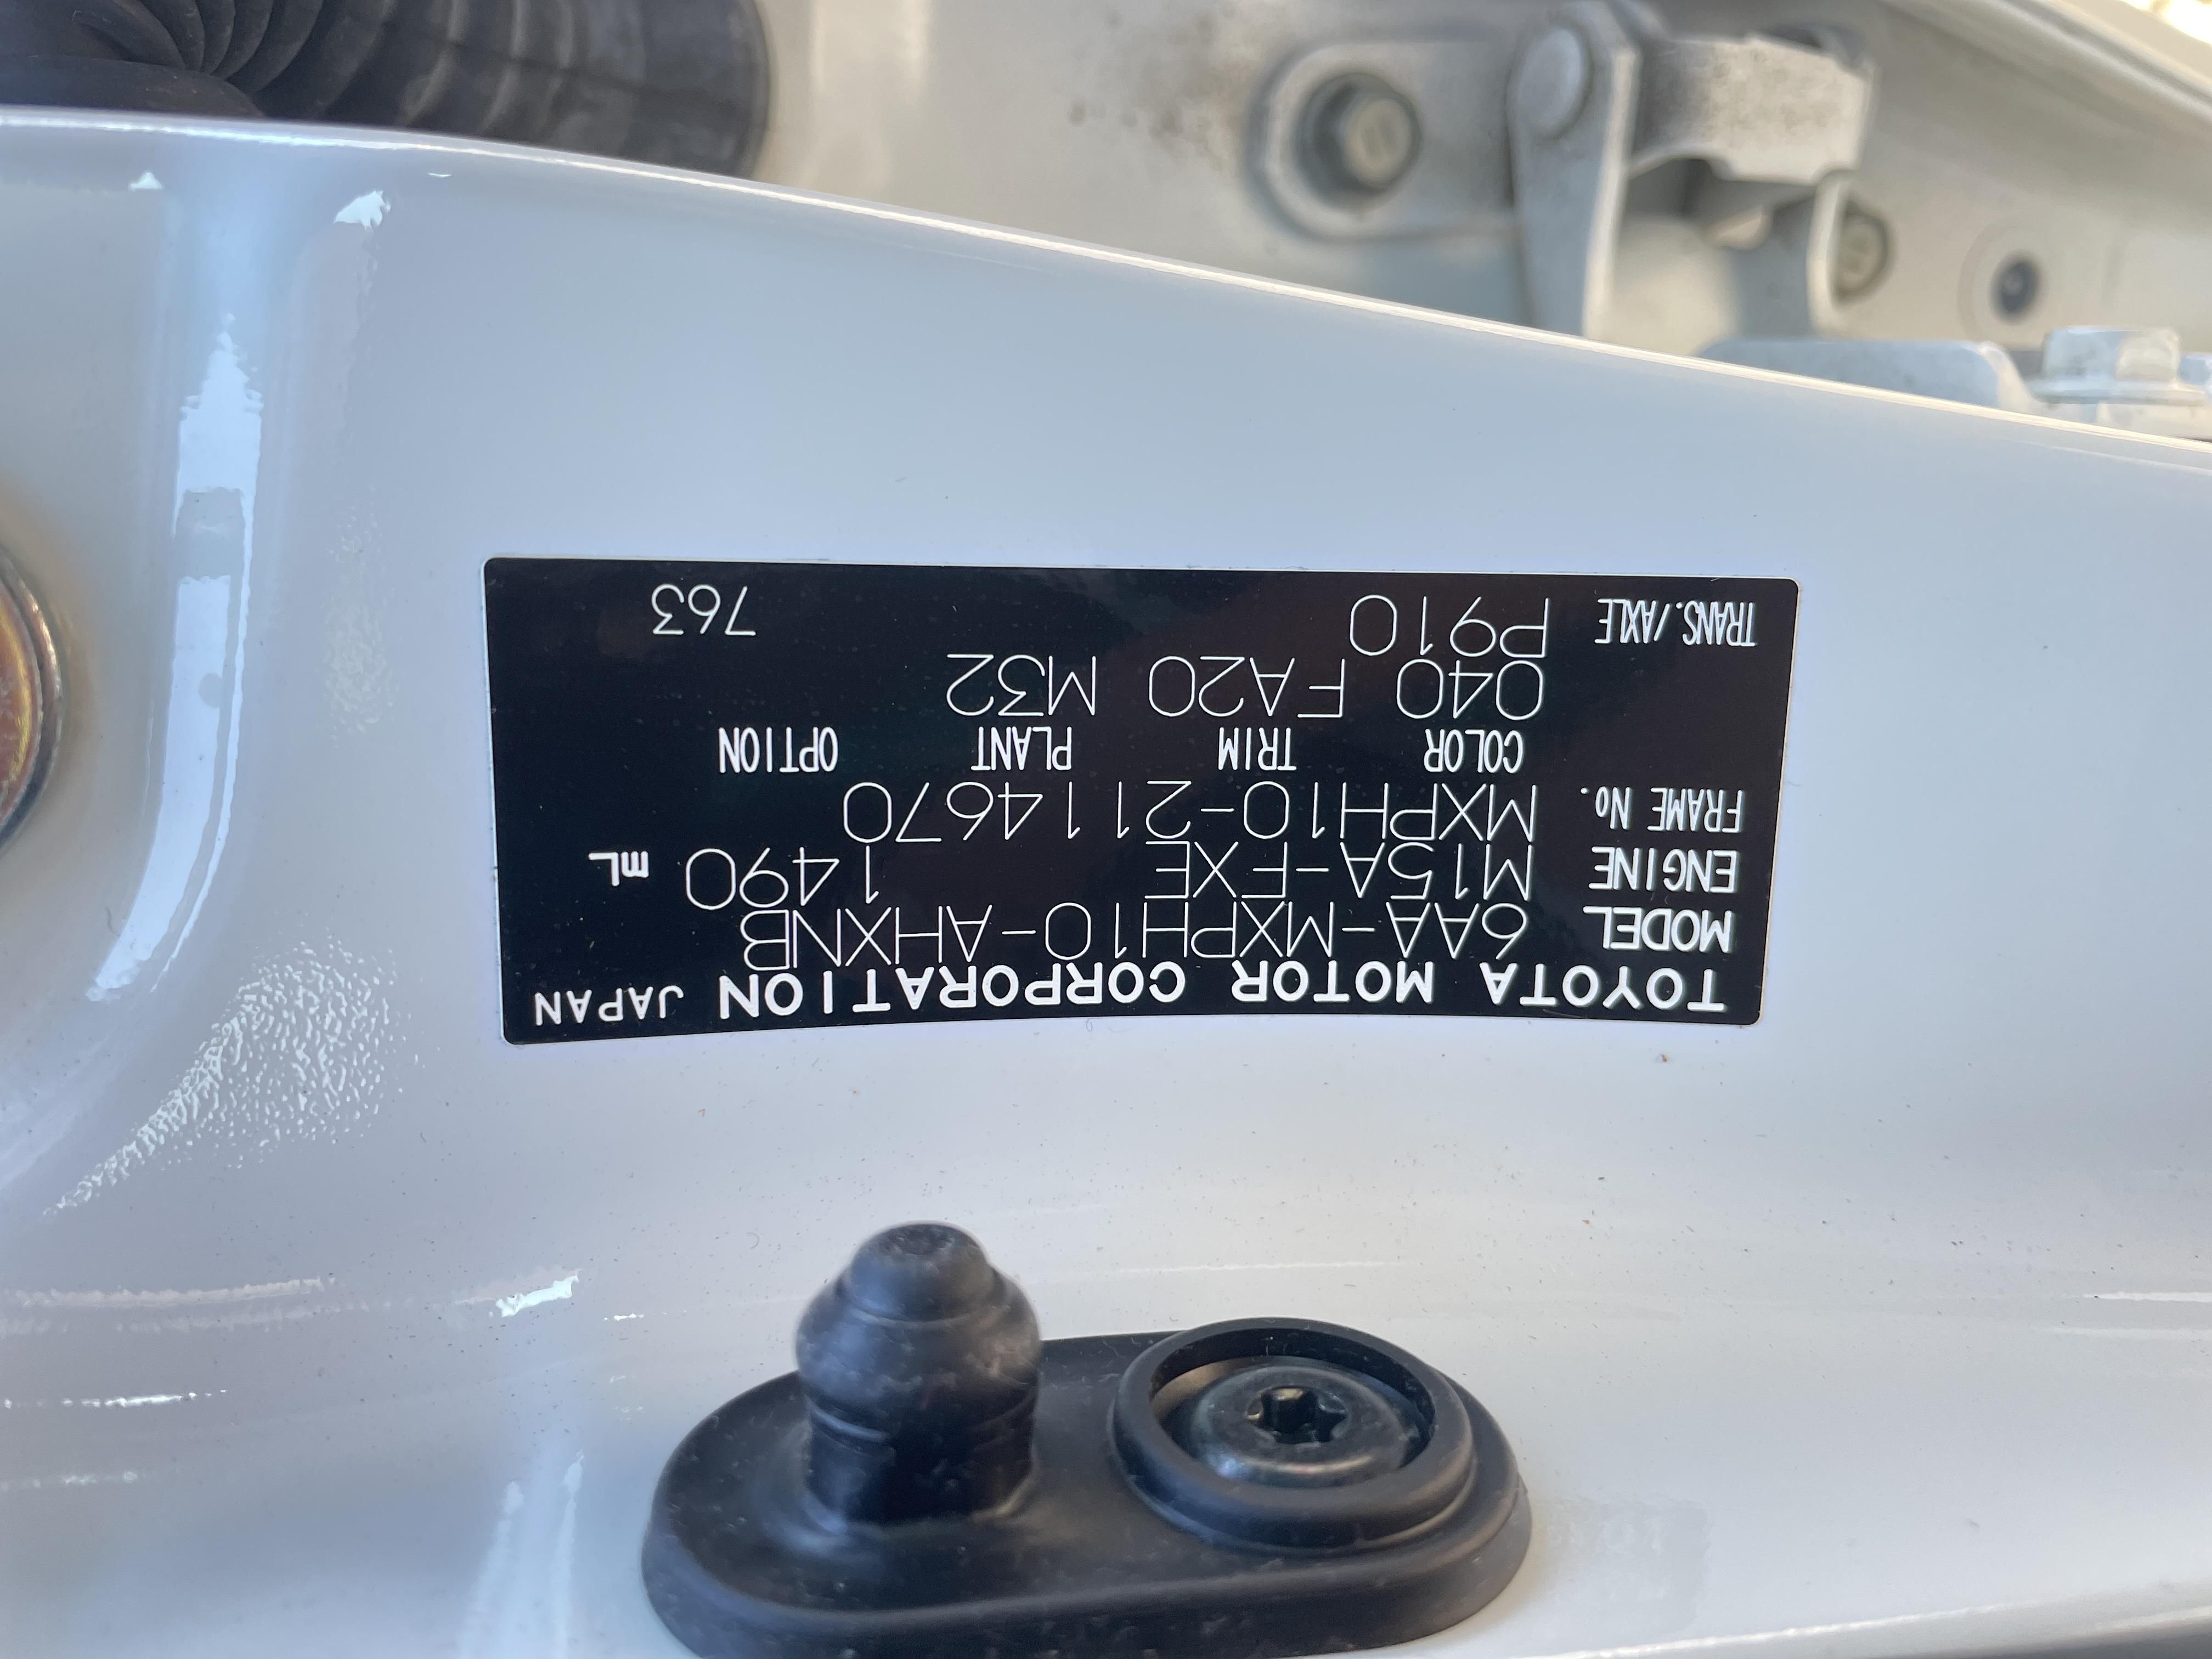 TOYOTA MOTOR CORPORATION JAPAN
MODEL 6AA-MXPH10-AHXNB
ENGINE M15A-FXE 1490 mL
FRAME No. MXPH10-2114670
COLOR TRIM PLANT OPTION
040 FA20 M32
TRANS./AXLE P910 763